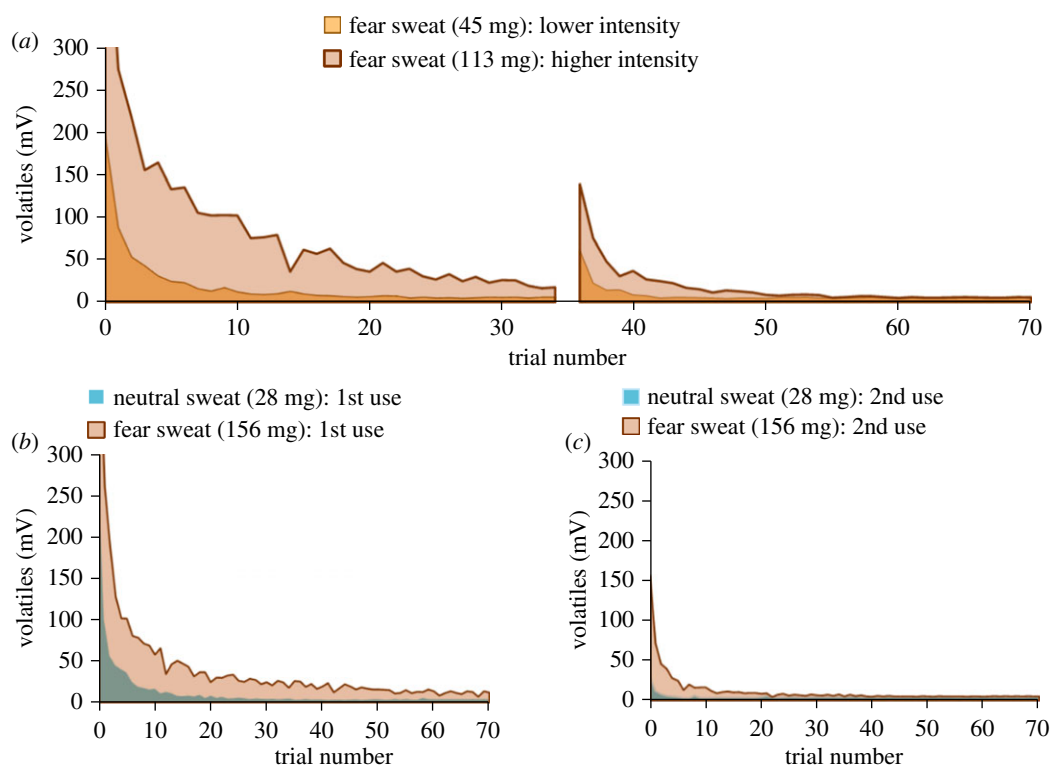 (a)
fear sweat (45 mg): lower intensity
fear sweat (113 mg): higher intensity
300
250
200
150
100
50
0
volatiles (mV)
0 10 20 30 40 50 60 70
trial number
neutral sweat (28 mg): 1st use
fear sweat (156 mg): 1st use
(b)
300
250
200
150
100
50
0
volatiles (mV)
0 10 20 30 40 50 60 70
trial number
neutral sweat (28 mg): 2nd use
fear sweat (156 mg): 2nd use
(c)
300
250
200
150
100
50
0
volatiles (mV)
0 10 20 30 40 50 60 70
trial number